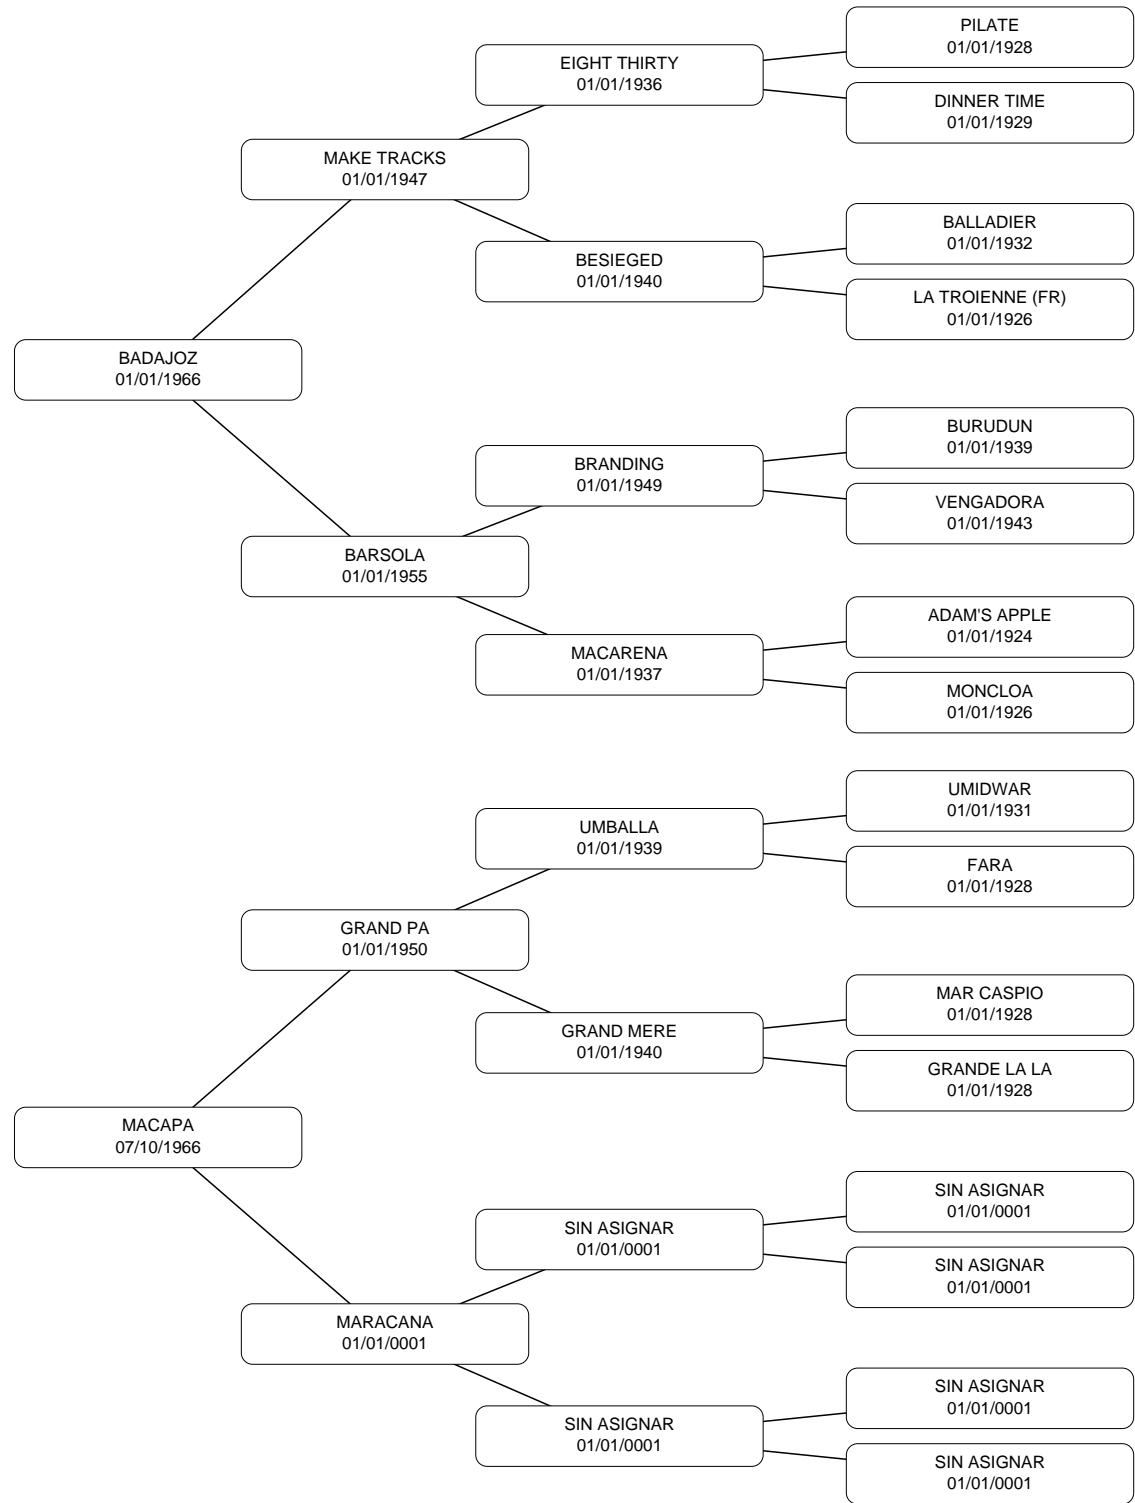 PILATE
01/01/1928
EIGHT THIRTY
01/01/1936
DINNER TIME
01/01/1929
MAKE TRACKS
01/01/1947
BALLADIER
01/01/1932
BESIEGED
01/01/1940
LA TROIENNE (FR)
01/01/1926
BADAJOZ
01/01/1966
BURUDUN
01/01/1939
BRANDING
01/01/1949
VENGADORA
01/01/1943
BARSOLA
01/01/1955
ADAM'S APPLE
01/01/1924
MACARENA
01/01/1937
MONCLOA
01/01/1926
UMIDWAR
01/01/1931
UMBALLA
01/01/1939
FARA
01/01/1928
GRAND PA
01/01/1950
MAR CASPIO
01/01/1928
GRAND MERE
01/01/1940
GRANDE LA LA
01/01/1928
MACAPA
07/10/1966
SIN ASIGNAR
01/01/0001
SIN ASIGNAR
01/01/0001
SIN ASIGNAR
01/01/0001
MARACANA
01/01/0001
SIN ASIGNAR
01/01/0001
SIN ASIGNAR
01/01/0001
SIN ASIGNAR
01/01/0001